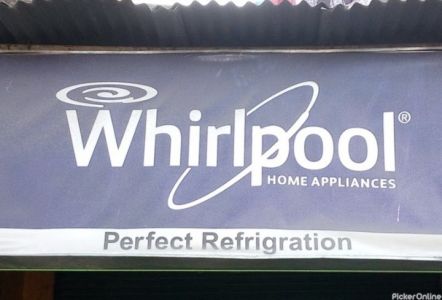 Whirlpool®
HOME APPLIANCES
Perfect Refrigration
PickerOnline